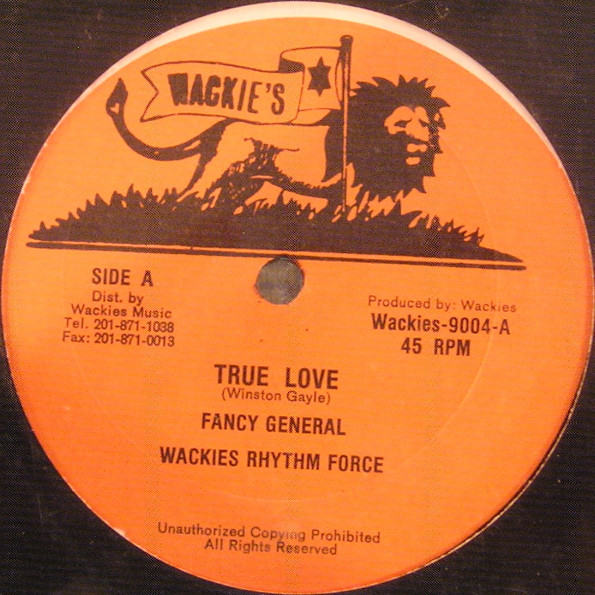 WACKIE'S
SIDE A
Dist. by
Wackies Music
Tel. 201-871-1038
Fax: 201-871-0013
Produced by: Wackies
Wackies-9004-A
45 RPM
TRUE LOVE
(Winston Gayle)
FANCY GENERAL
WACKIES RHYTHM FORCE
Unauthorized Copying Prohibited
All Rights Reserved